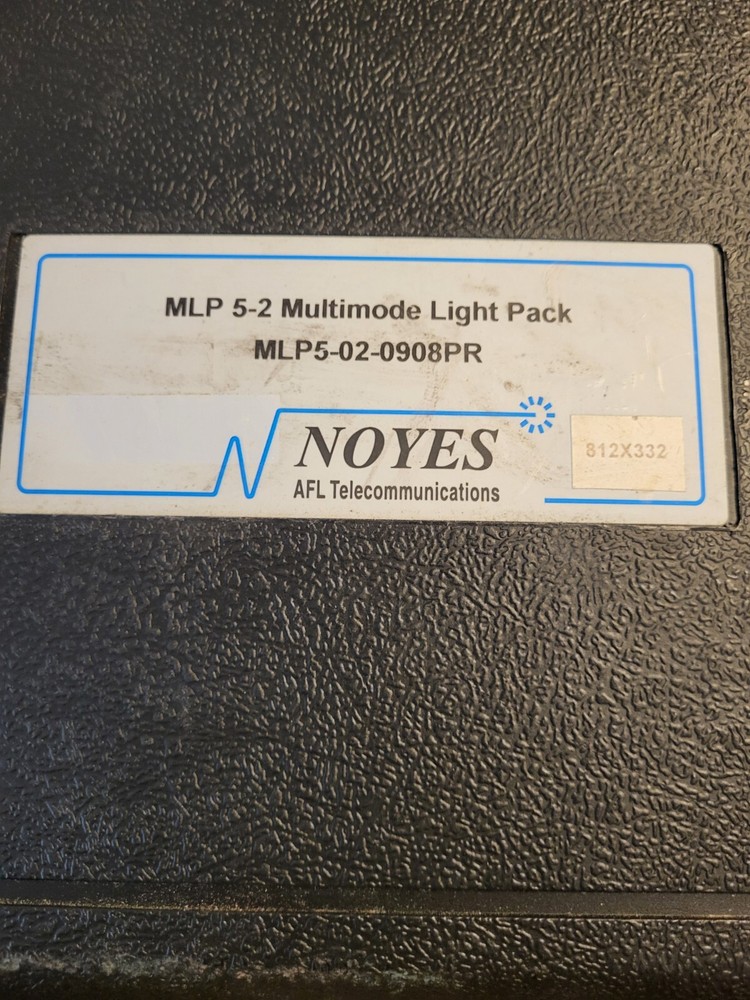 MLP 5-2 Multimode Light Pack
MLP5-02-0908PR
NOYES
AFL Telecommunications
812X332